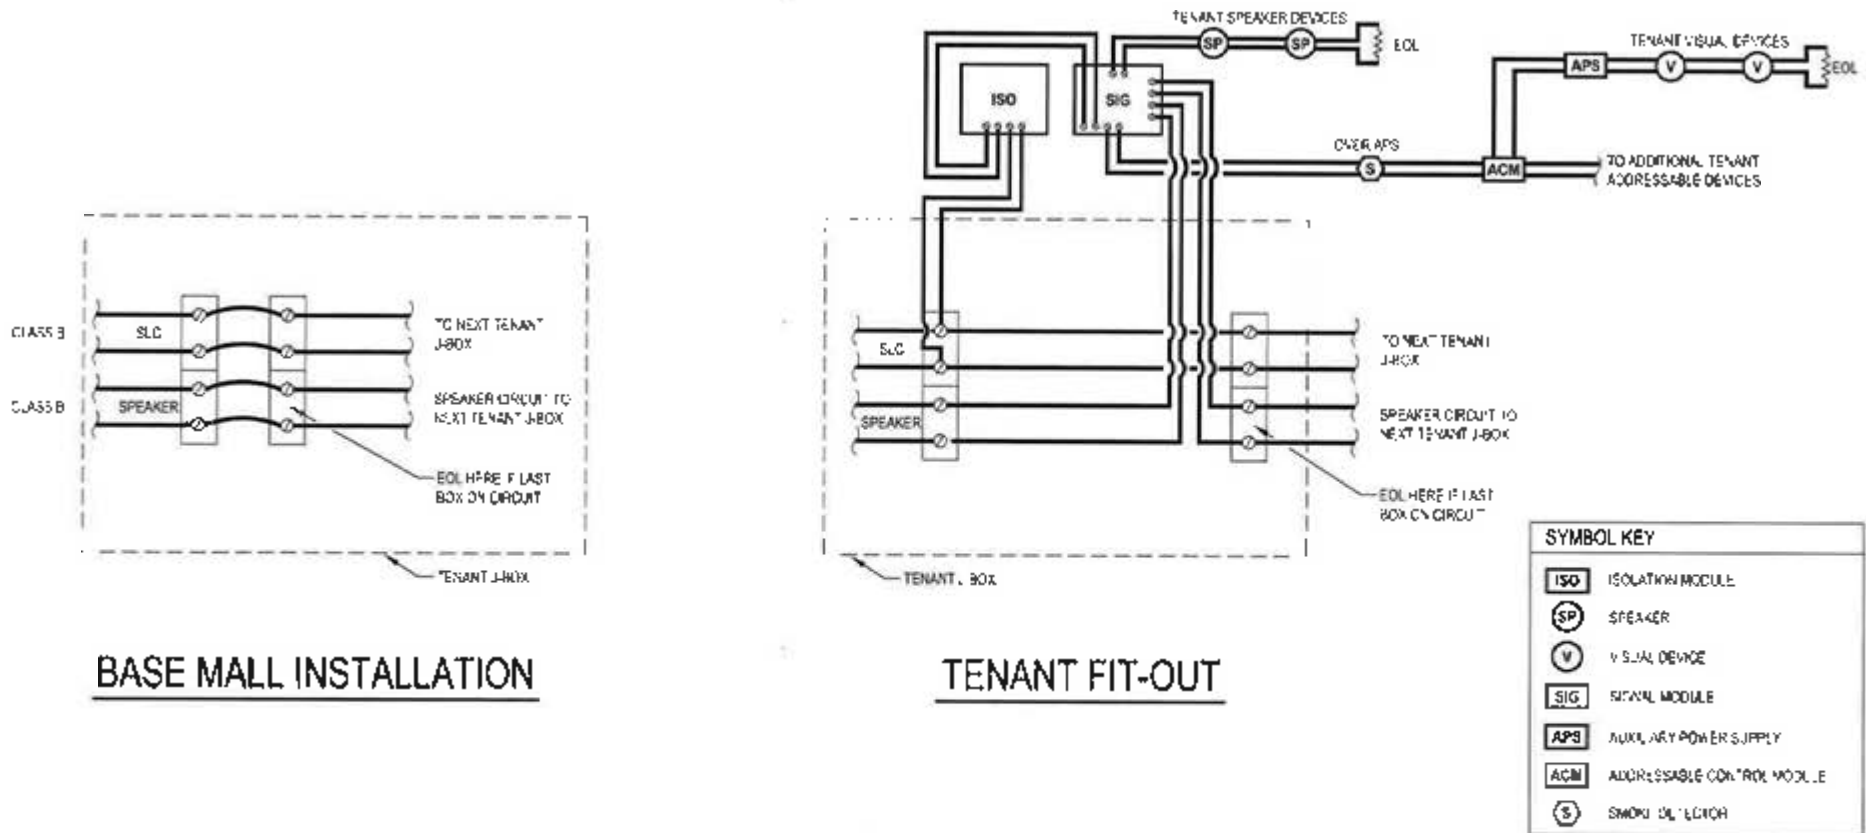 TENANT SPEAKER DEVICES
SP
SP
EOL
TENANT VISUAL DEVICES
APS
V
V
EOL
ISO
SIG
OVER APS
S
ACM
TO ADDITIONAL TENANT
ADDRESSABLE DEVICES
CLASS B
SLC
TO NEXT TENANT
J-BOX
CLASS B
SPEAKER
SPEAKER CIRCUIT TO
NEXT TENANT J-BOX
EOL HERE IF LAST
BOX ON CIRCUIT
TENANT J-BOX
BASE MALL INSTALLATION
SLC
TO NEXT TENANT
J-BOX
SPEAKER
SPEAKER CIRCUIT TO
NEXT TENANT J-BOX
EOL HERE IF LAST
BOX ON CIRCUIT
TENANT J-BOX
TENANT FIT-OUT
SYMBOL KEY
ISO ISOLATION MODULE
SP SPEAKER
V VISUAL DEVICE
SIG SIGNAL MODULE
APS AUXILIARY POWER SUPPLY
ACM ADDRESSABLE CONTROL MODULE
S SMOKE DETECTOR